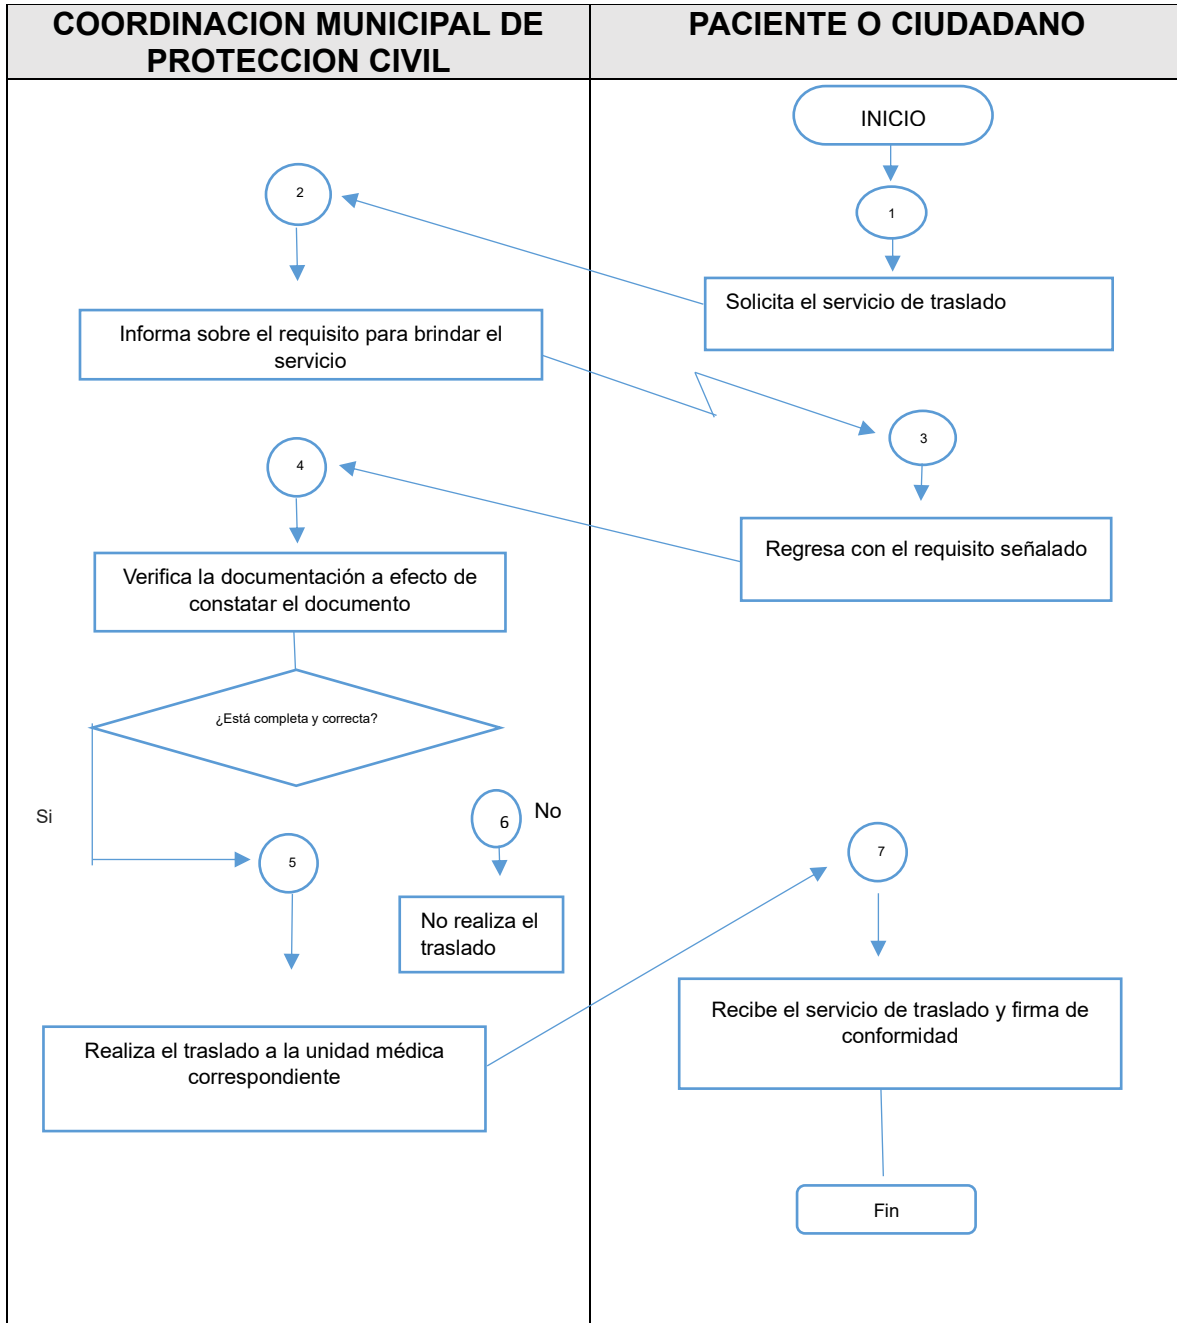 COORDINACION MUNICIPAL DE
PROTECCION CIVIL
PACIENTE O CIUDADANO
INICIO
1
Solicita el servicio de traslado
2
Informa sobre el requisito para brindar el
servicio
3
Regresa con el requisito señalado
4
Verifica la documentación a efecto de
constatar el documento
¿Está completa y correcta?
Si
5
Realiza el traslado a la unidad médica
correspondiente
6
No
No realiza el
traslado
7
Recibe el servicio de traslado y firma de
conformidad
Fin